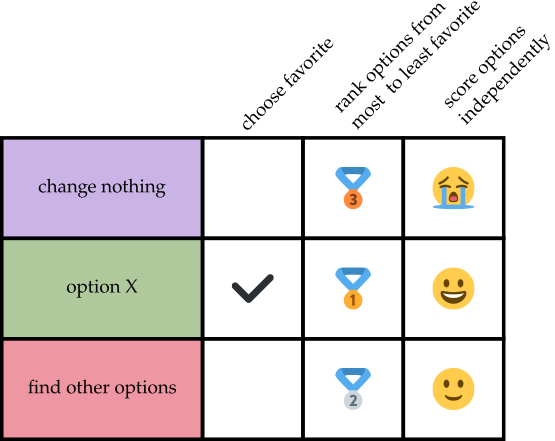 choose favorite
rank options from
most to least favorite
score options
independently
change nothing
3
option X
1
find other options
2